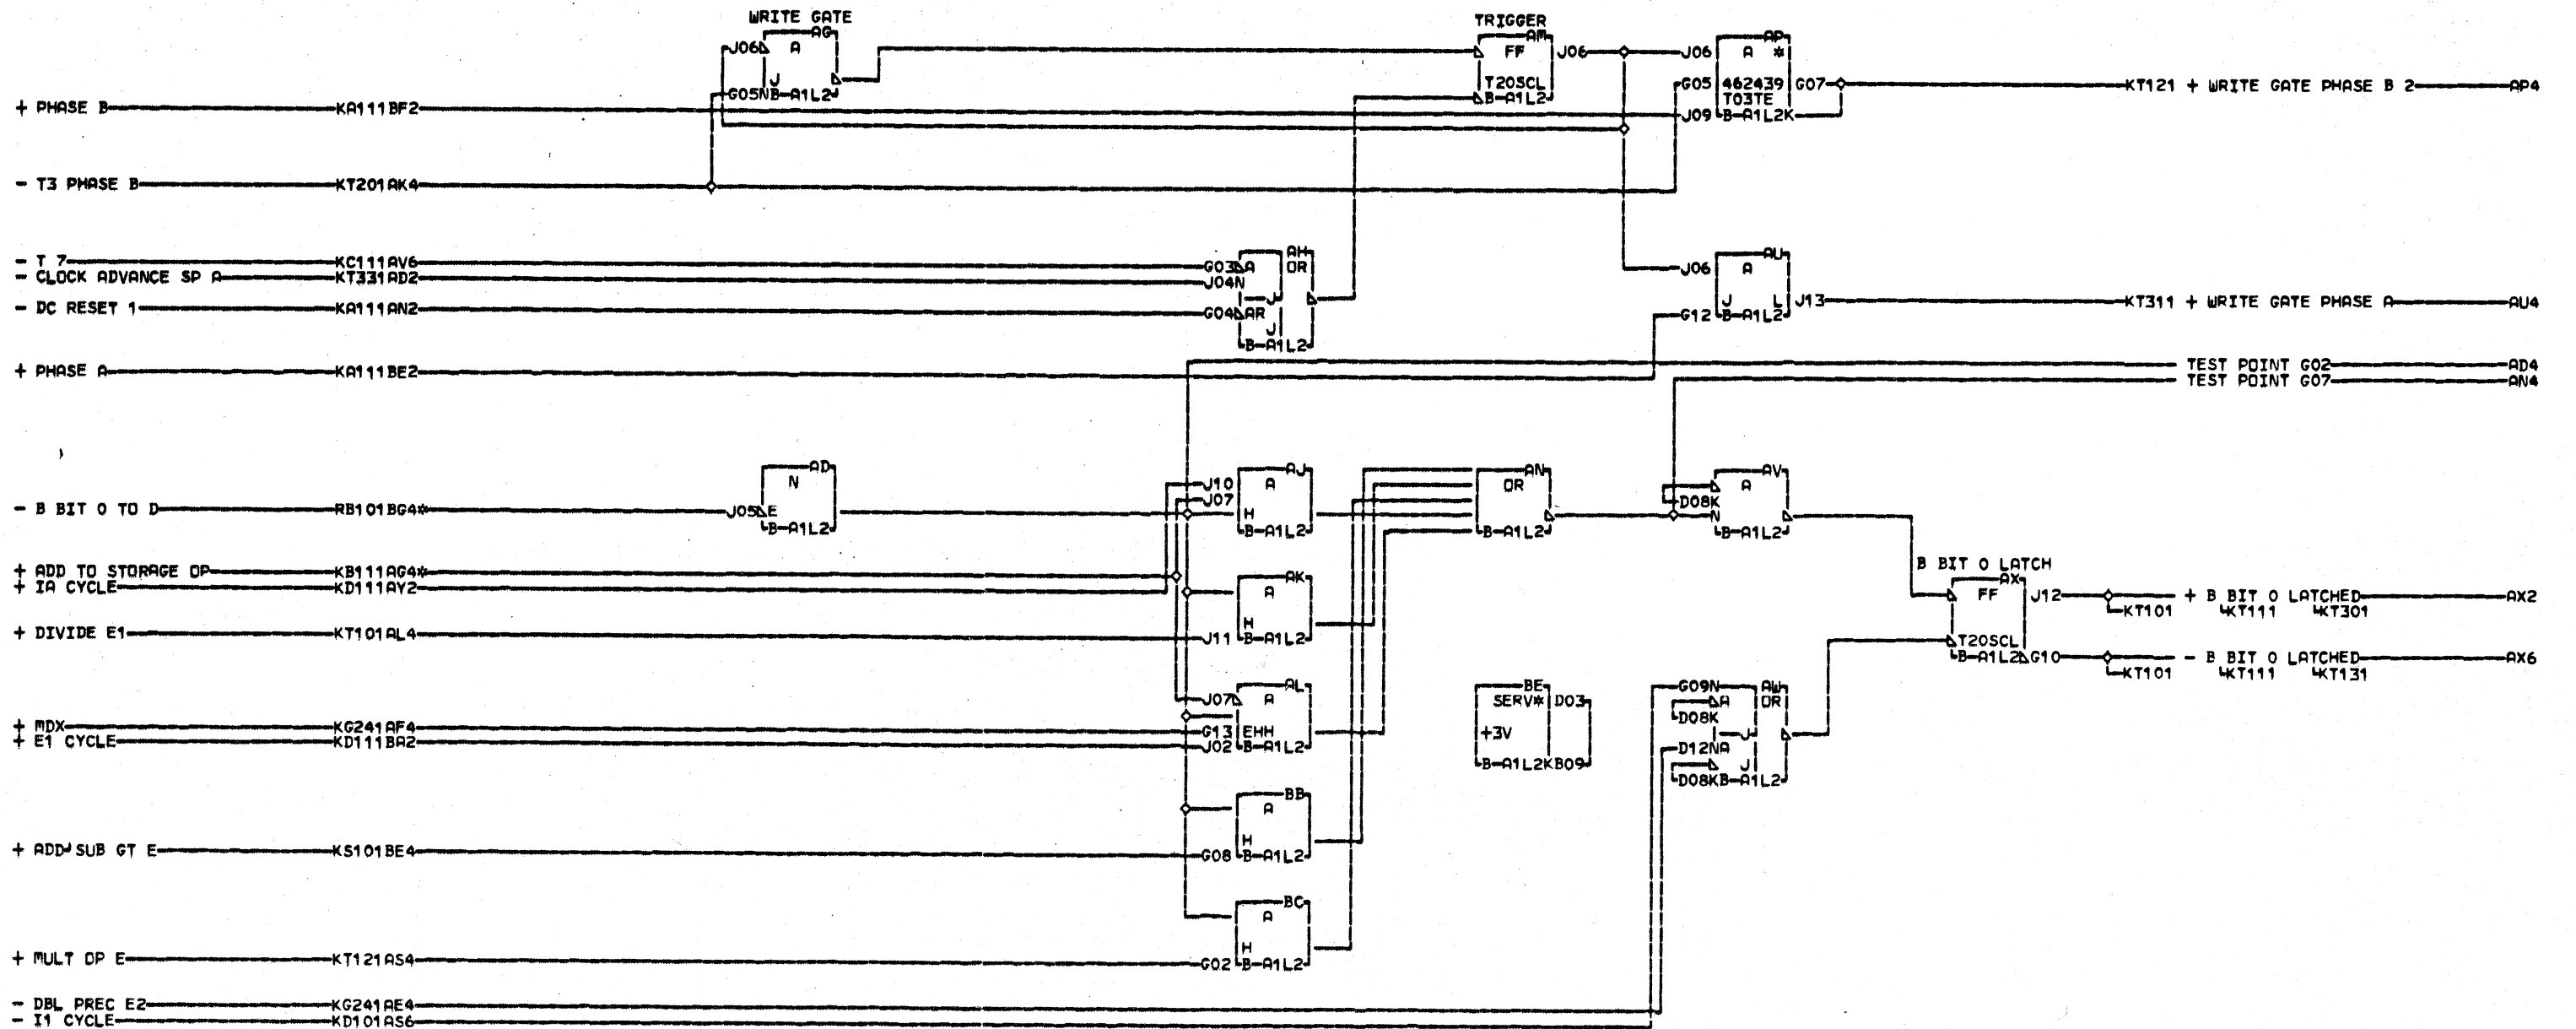 WRITE GATE
TRIGGER
AG
J06 A
J
G05N B-A1L2
AM
FF J06
T20SCL
B-A1L2
AP
J06 A *
G05 462439 G07
T03TE
J09 B-A1L2K
KT121 + WRITE GATE PHASE B 2 AP4
+ PHASE B KA111BF2
- T3 PHASE B KT201AK4
- T 7 KC111AV6
- CLOCK ADVANCE SP A KT331AD2
- DC RESET 1 KA111AN2
AH
G03 A OR
J04N
J
G04 AR
J
B-A1L2
AU
J06 A
J L J13
G12 B-A1L2
KT311 + WRITE GATE PHASE A AU4
+ PHASE A KA111BE2
TEST POINT G02 AD4
TEST POINT G07 AN4
- B BIT 0 TO D RB101BG4*
AD
N
J05 E
B-A1L2
AJ
J10 A
J07
H
B-A1L2
AN
OR
B-A1L2
AV
A
D08K
N
B-A1L2
+ ADD TO STORAGE OP KB111AG4*
+ IA CYCLE KD111AY2
+ DIVIDE E1 KT101AL4
AK
A
H
J11 B-A1L2
B BIT 0 LATCH
AX
FF J12
T20SCL
B-A1L2 G10
+ B BIT 0 LATCHED AX2
KT101 KT111 KT301
- B BIT 0 LATCHED AX6
KT101 KT111 KT131
+ MDX KG241AF4
+ E1 CYCLE KD111BA2
AL
J07 A
G13 EHH
J02 B-A1L2
BE
SERV* D03
+3V
B-A1L2KB09
G09N AW
A OR
D08K
J
D12NA
J
D08KB-A1L2
+ ADD SUB GT E KS101BE4
BB
A
H
G08 B-A1L2
+ MULT OP E KT121AS4
BC
A
H
G02 B-A1L2
- DBL PREC E2 KG241AE4
- I1 CYCLE KD101AS6